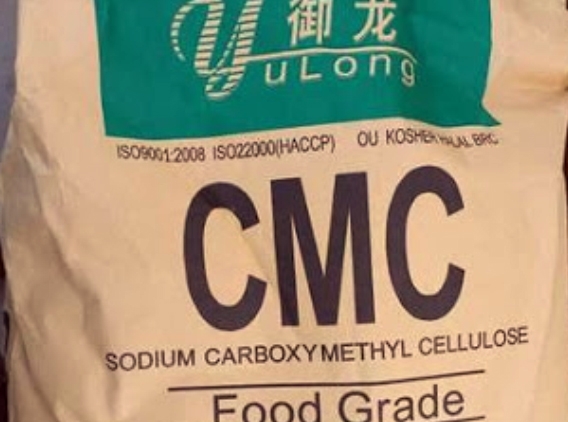 御龙
yuLong
ISO9001:2008 ISO22000(HACCP) OU KOSHER HALAL BRC
CMC
SODIUM CARBOXYMETHYL CELLULOSE
Food Grade